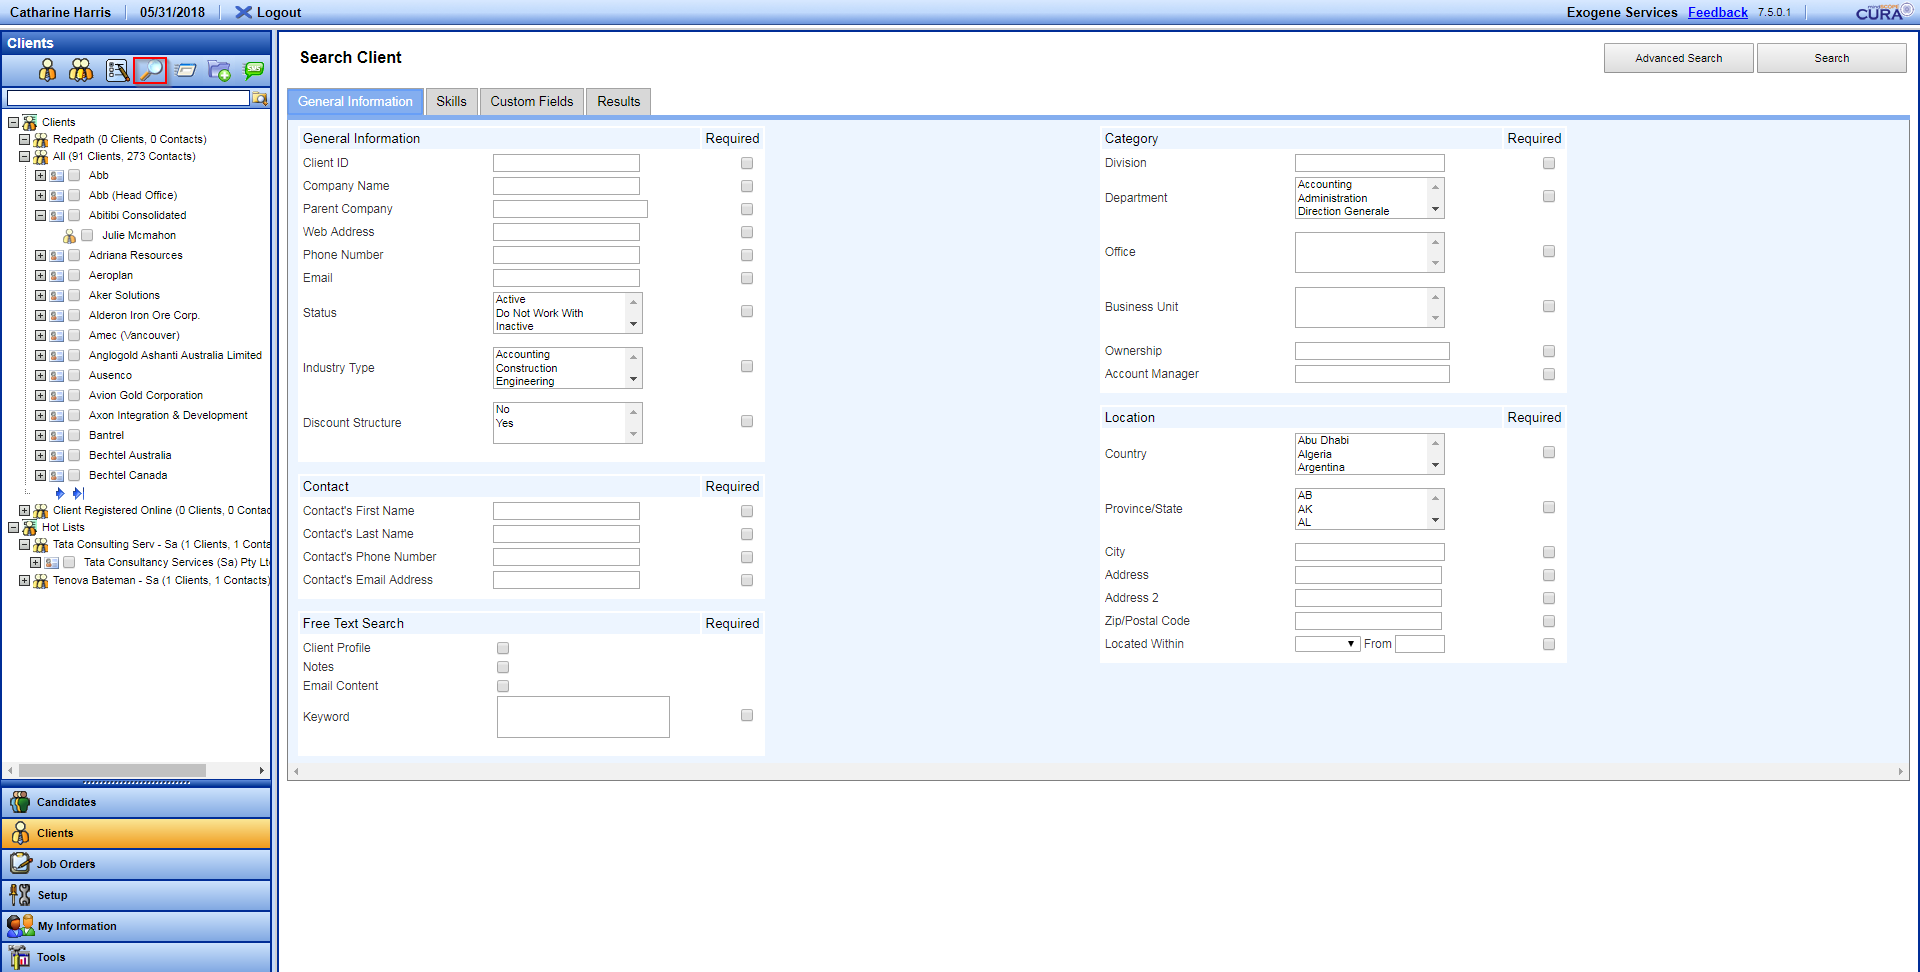 Catharine Harris 05/31/2018 Logout Exogene Services Feedback 7.5.0.1 CURA
Clients
SMS
Clients
Redpath (0 Clients, 0 Contacts)
All (91 Clients, 273 Contacts)
Abb
Abb (Head Office)
Abitibi Consolidated
Julie Mcmahon
Adriana Resources
Aeroplan
Aker Solutions
Alderon Iron Ore Corp.
Amec (Vancouver)
Anglogold Ashanti Australia Limited
Ausenco
Avion Gold Corporation
Axon Integration & Development
Bantrel
Bechtel Australia
Bechtel Canada
Client Registered Online (0 Clients, 0 Contac
Hot Lists
Tata Consulting Serv - Sa (1 Clients, 1 Conta
Tata Consultancy Services (Sa) Pty Lt
Tenova Bateman - Sa (1 Clients, 1 Contacts)
Candidates
Clients
Job Orders
Setup
My Information
Tools
Search Client
Advanced Search Search
General Information Skills Custom Fields Results
General Information Required
Client ID
Company Name
Parent Company
Web Address
Phone Number
Email
Status
Active
Do Not Work With
Inactive
Industry Type
Accounting
Construction
Engineering
Discount Structure
No
Yes
Contact Required
Contact's First Name
Contact's Last Name
Contact's Phone Number
Contact's Email Address
Free Text Search Required
Client Profile
Notes
Email Content
Keyword
Category Required
Division
Department
Accounting
Administration
Direction Generale
Office
Business Unit
Ownership
Account Manager
Location Required
Country
Abu Dhabi
Algeria
Argentina
Province/State
AB
AK
AL
City
Address
Address 2
Zip/Postal Code
Located Within From